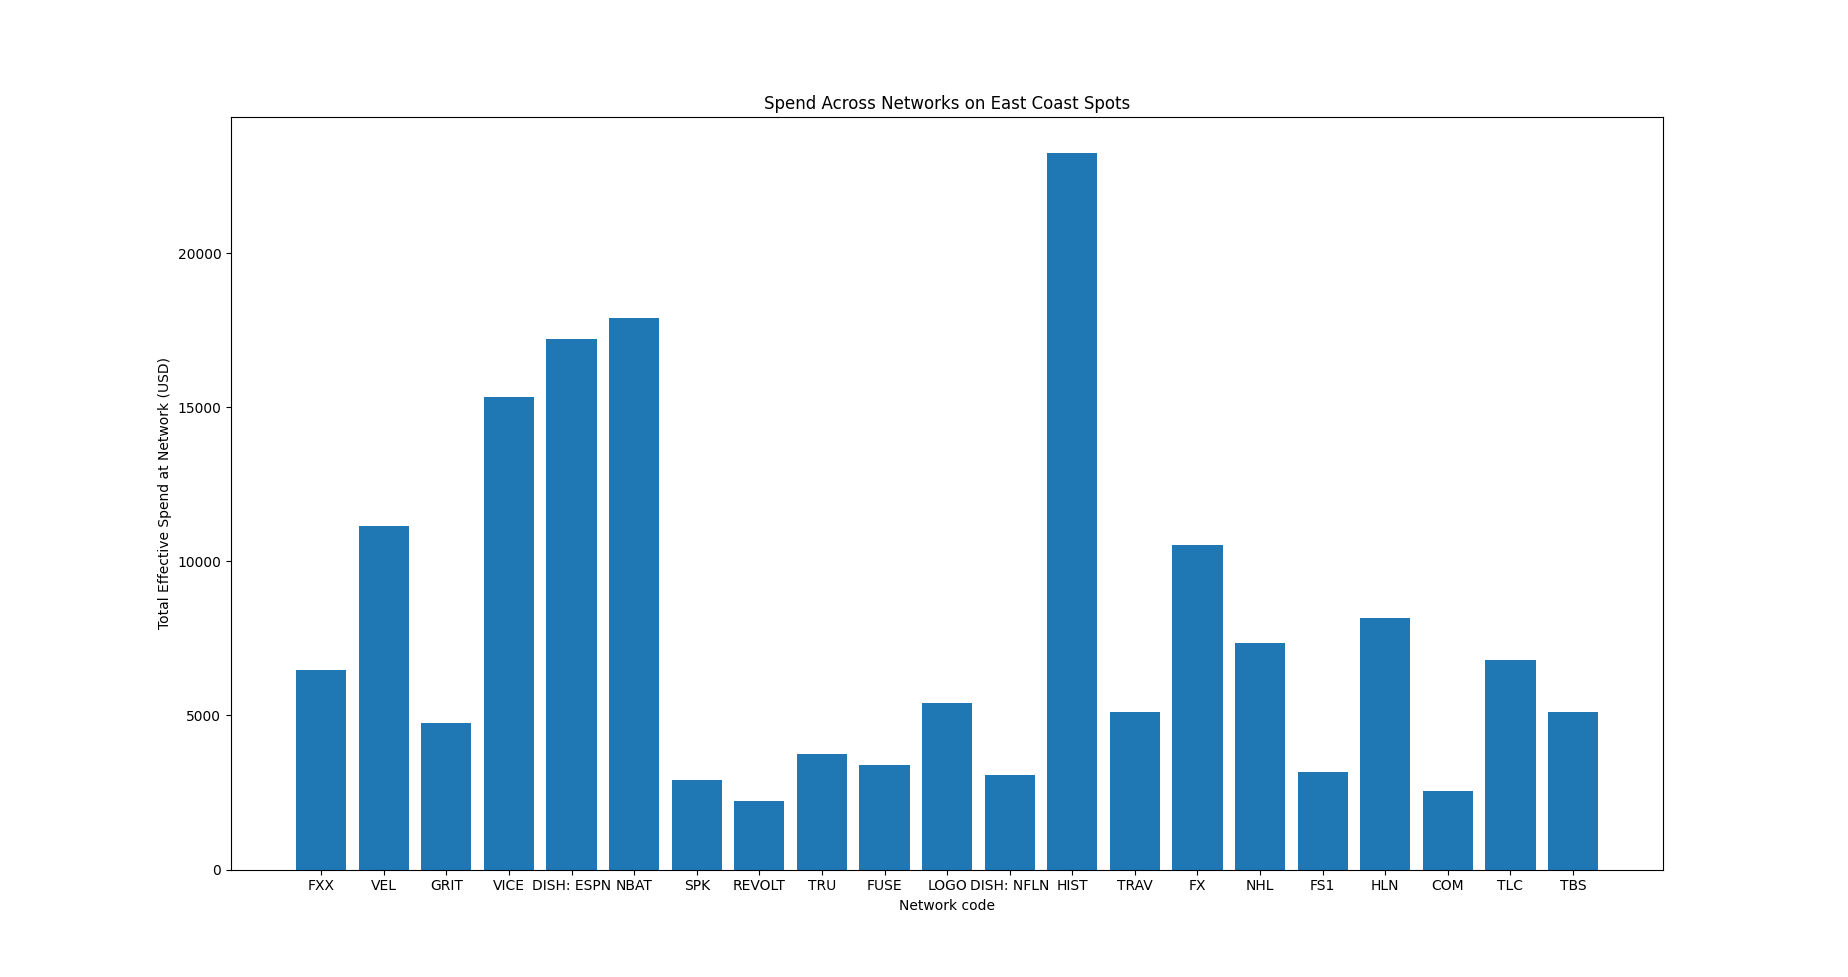 Spend Across Networks on East Coast Spots
Total Effective Spend at Network (USD)
20000
15000
10000
5000
0
FXX VEL GRIT VICE DISH: ESPN NBAT SPK REVOLT TRU FUSE LOGO DISH: NFLN HIST TRAV FX NHL FS1 HLN COM TLC TBS
Network code